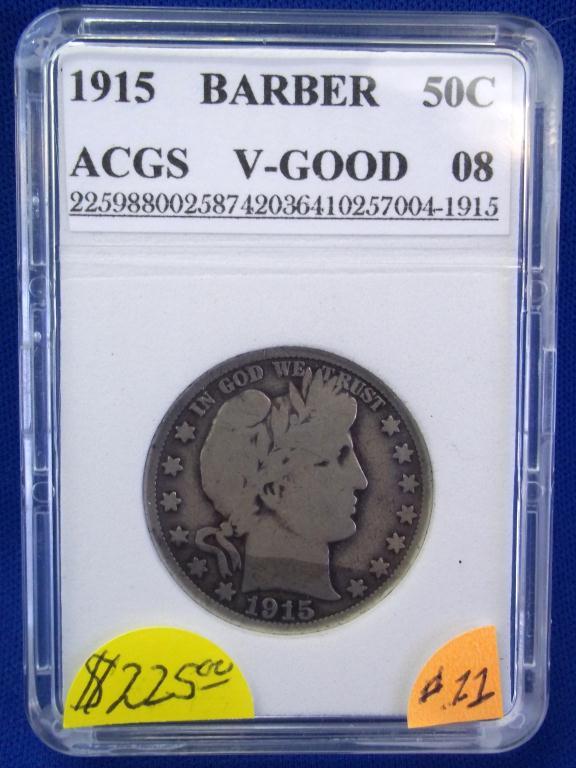 1915 BARBER 50C
ACGS V-GOOD 08
22598800258742036410257004-1915
IN GOD WE TRUST
1915
$225.00
#11